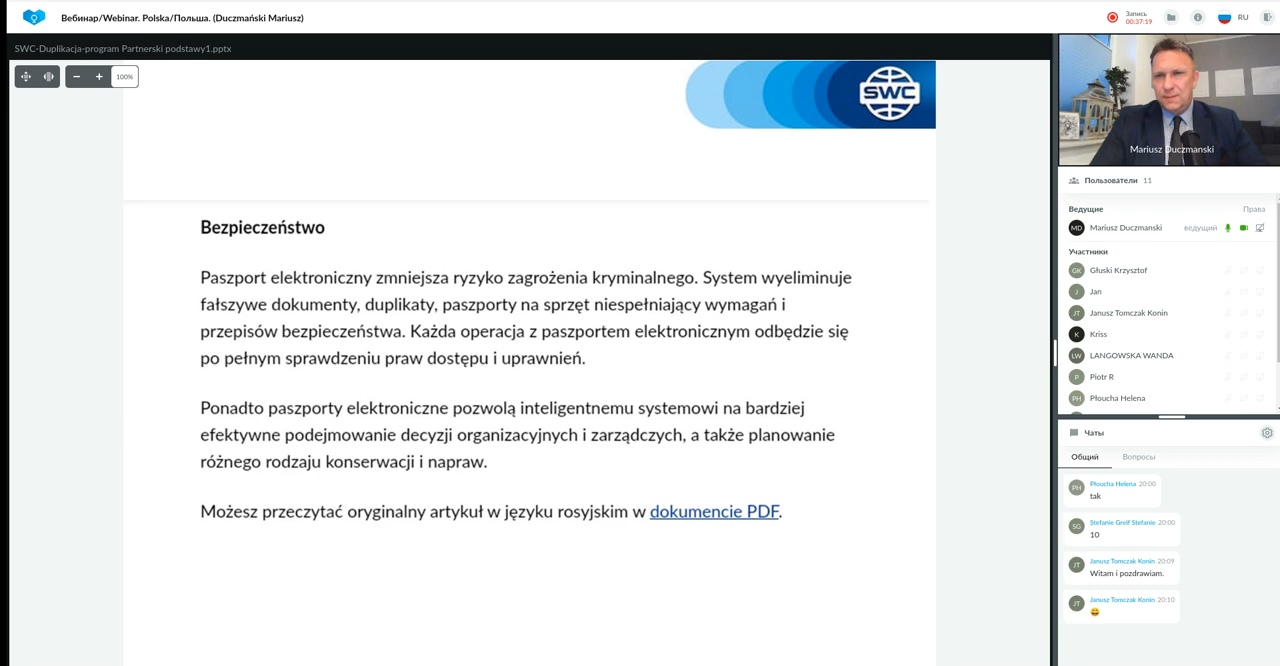 Вебинар/Webinar. Polska/Польша. (Duczmański Mariusz)
Запись
00:37:19
RU
SWC-Duplikacja-program Partnerski podstawy1.pptx
100%
SWC
Bezpieczeństwo
Paszport elektroniczny zmniejsza ryzyko zagrożenia kryminalnego. System wyeliminuje
fałszywe dokumenty, duplikaty, paszporty na sprzęt niespełniający wymagań i
przepisów bezpieczeństwa. Każda operacja z paszportem elektronicznym odbędzie się
po pełnym sprawdzeniu praw dostępu i uprawnień.
Ponadto paszporty elektroniczne pozwolą inteligentnemu systemowi na bardziej
efektywne podejmowanie decyzji organizacyjnych i zarządczych, a także planowanie
różnego rodzaju konserwacji i napraw.
Możesz przeczytać oryginalny artykuł w języku rosyjskim w dokumencie PDF.
Mariusz Duczmanski
Пользователи 11
Ведущие Права
MD Mariusz Duczmanski ведущий
Участники
GK Głuski Krzysztof
J Jan
JT Janusz Tomczak Konin
K Kriss
LW LANGOWSKA WANDA
P Piotr R
PH Płoucha Helena
Чаты
Общий Вопросы
PH Płoucha Helena 20:00
tak
SG Stefanie Greif Stefanie 20:00
10
JT Janusz Tomczak Konin 20:09
Witam i pozdrawiam.
JT Janusz Tomczak Konin 20:10
😀